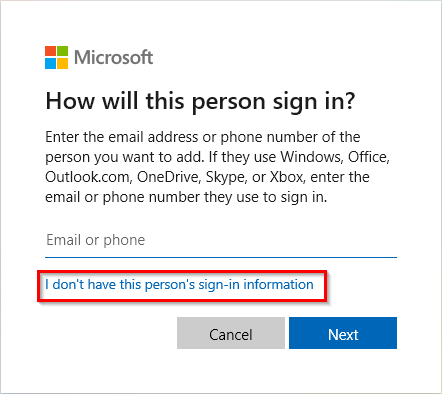 Microsoft
How will this person sign in?
Enter the email address or phone number of the
person you want to add. If they use Windows, Office,
Outlook.com, OneDrive, Skype, or Xbox, enter the
email or phone number they use to sign in.
Email or phone
I don't have this person's sign-in information
Cancel
Next